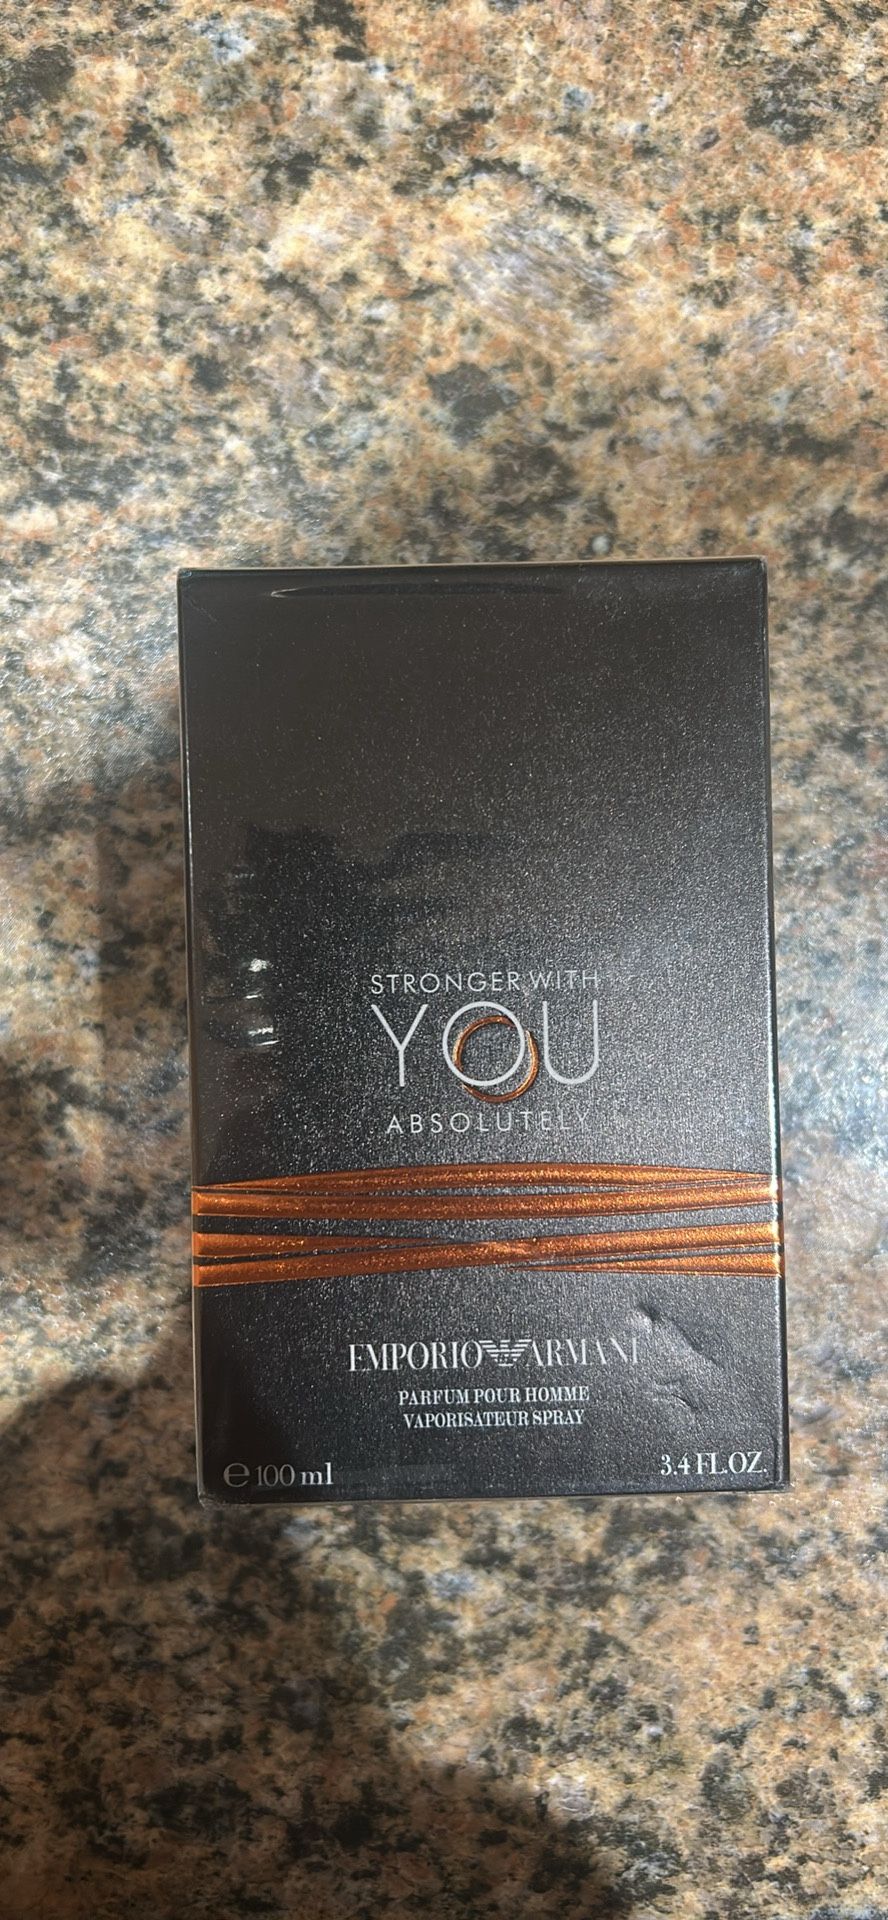 STRONGER WITH
YOU
ABSOLUTELY
EMPORIO ARMANI
PARFUM POUR HOMME
VAPORISATEUR SPRAY
e 100 ml 3.4 FL.OZ.